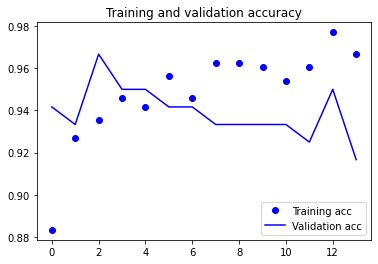 Training and validation accuracy
0.98
0.96
0.94
0.92
0.90
0.88
0 2 4 6 8 10 12
Training acc
Validation acc